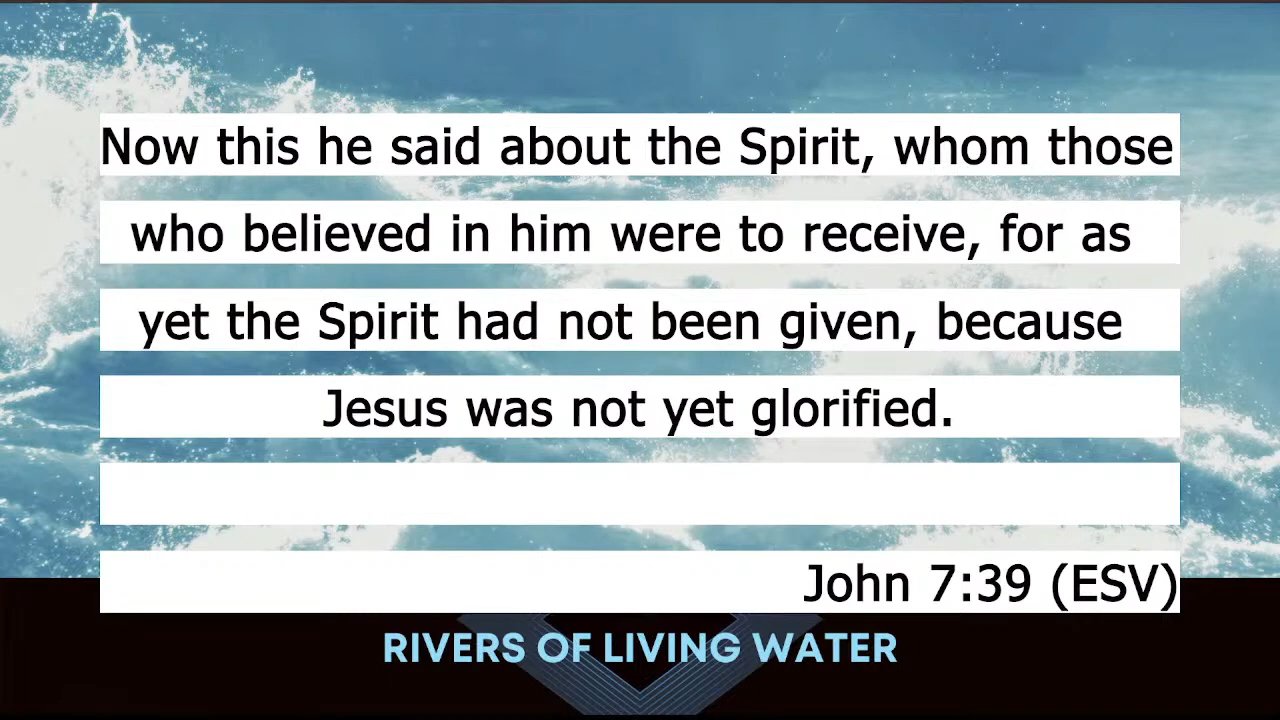 Now this he said about the Spirit, whom those
who believed in him were to receive, for as
yet the Spirit had not been given, because
Jesus was not yet glorified.
John 7:39 (ESV)
RIVERS OF LIVING WATER